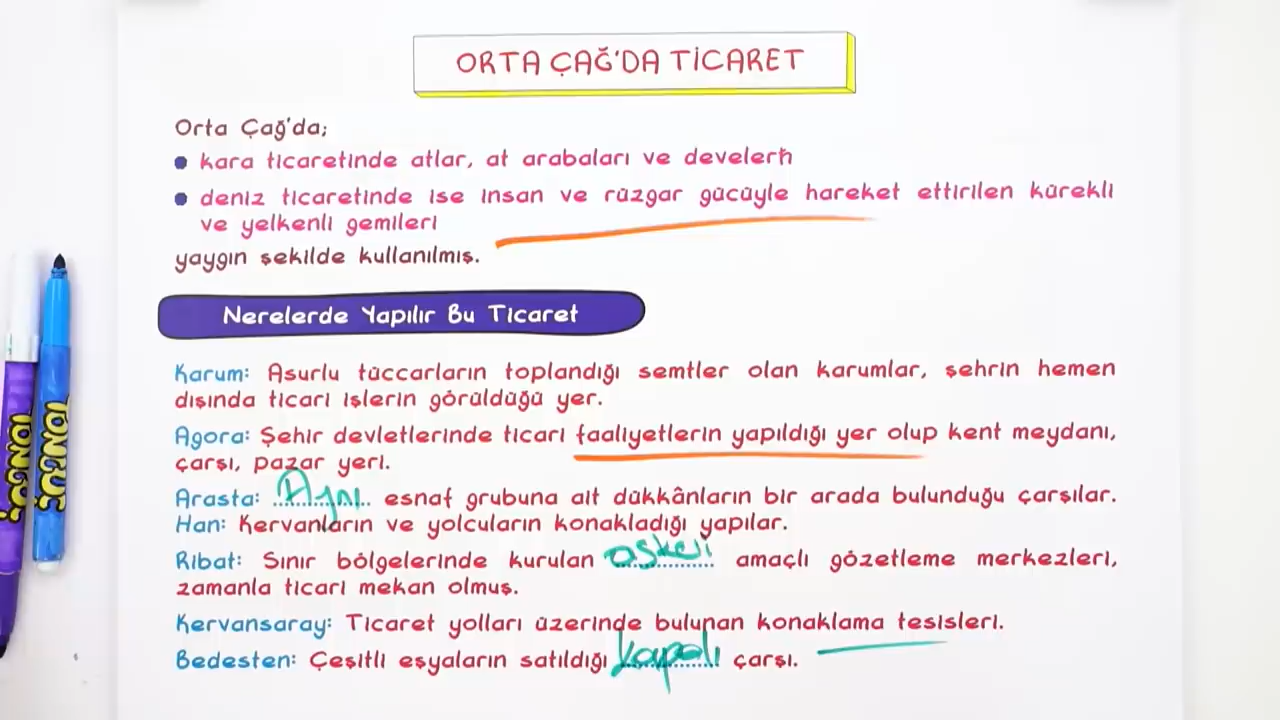 ORTA ÇAĞ'DA TİCARET
Orta Çağ'da;
kara ticaretinde atlar, at arabaları ve develerin
deniz ticaretinde ise insan ve rüzgar gücüyle hareket ettirilen kürekli
ve yelkenli gemileri
yaygın şekilde kullanılmış.
Nerelerde Yapılır Bu Ticaret
Karum: Asurlu tüccarların toplandığı semtler olan karumlar, şehrin hemen
dışında ticari işlerin görüldüğü yer.
Agora: Şehir devletlerinde ticari faaliyetlerin yapıldığı yer olup kent meydanı,
çarşı, pazar yeri.
Arasta: Aynı esnaf grubuna ait dükkânların bir arada bulunduğu çarşılar.
Han: Kervanların ve yolcuların konakladığı yapılar.
Ribat: Sınır bölgelerinde kurulan askeri amaçlı gözetleme merkezleri,
zamanla ticari mekan olmuş.
Kervansaray: Ticaret yolları üzerinde bulunan konaklama tesisleri.
Bedesten: Çeşitli eşyaların satıldığı kapalı çarşı.
TONGUÇ
TONGUÇ